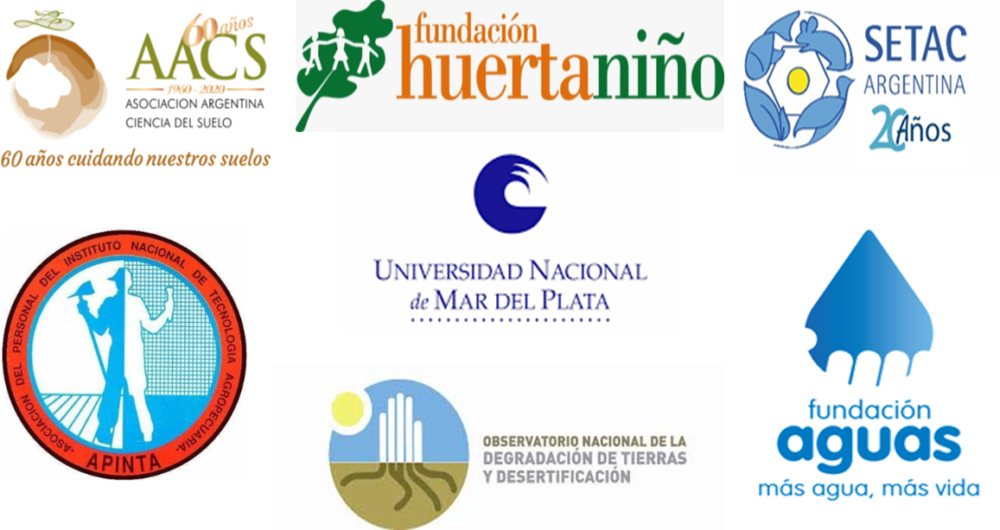 60 años
AACS
1960 - 2020
ASOCIACION ARGENTINA
CIENCIA DEL SUELO
60 años cuidando nuestros suelos
fundación
huertaniño
SETAC
ARGENTINA
20Años
UNIVERSIDAD NACIONAL
de MAR DEL PLATA
-ASOCIACION DEL PERSONAL DEL INSTITUTO NACIONAL DE TECNOLOGIA AGROPECUARIA-
APINTA
OBSERVATORIO NACIONAL DE LA
DEGRADACIÓN DE TIERRAS
Y DESERTIFICACIÓN
fundación
aguas
más agua, más vida